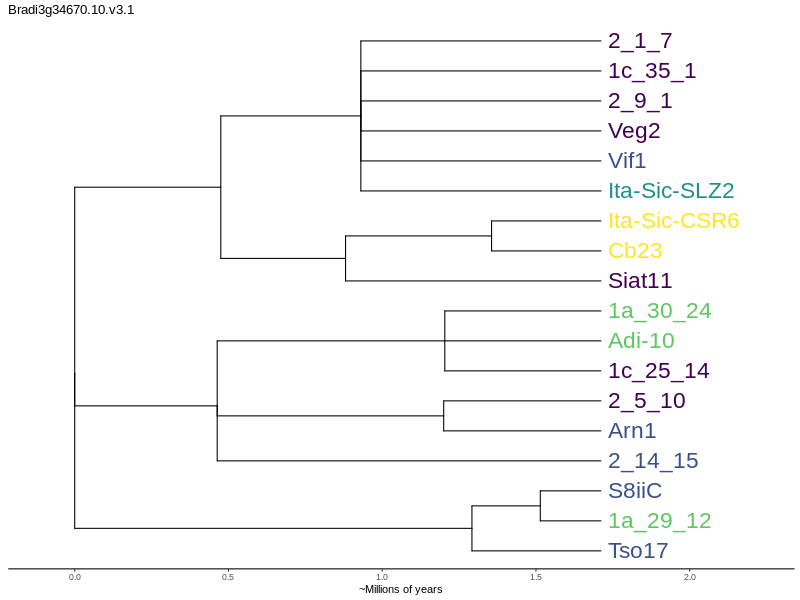 Bradi3g34670.10.v3.1
2_1_7
1c_35_1
2_9_1
Veg2
Vif1
Ita-Sic-SLZ2
Ita-Sic-CSR6
Cb23
Siat11
1a_30_24
Adi-10
1c_25_14
2_5_10
Arn1
2_14_15
S8iiC
1a_29_12
Tso17
0.0 0.5 1.0 1.5 2.0
~Millions of years